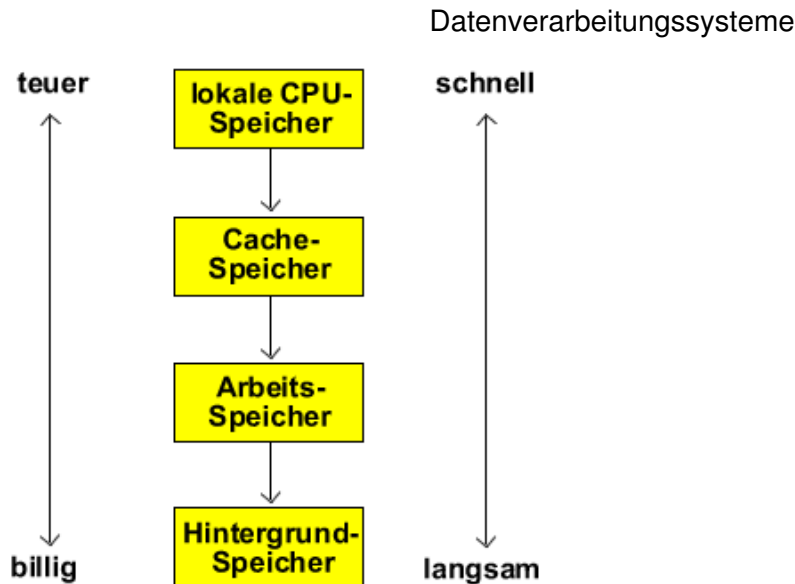 Datenverarbeitungssysteme
teuer
lokale CPU-
Speicher
schnell
Cache-
Speicher
Arbeits-
Speicher
Hintergrund-
Speicher
billig
langsam